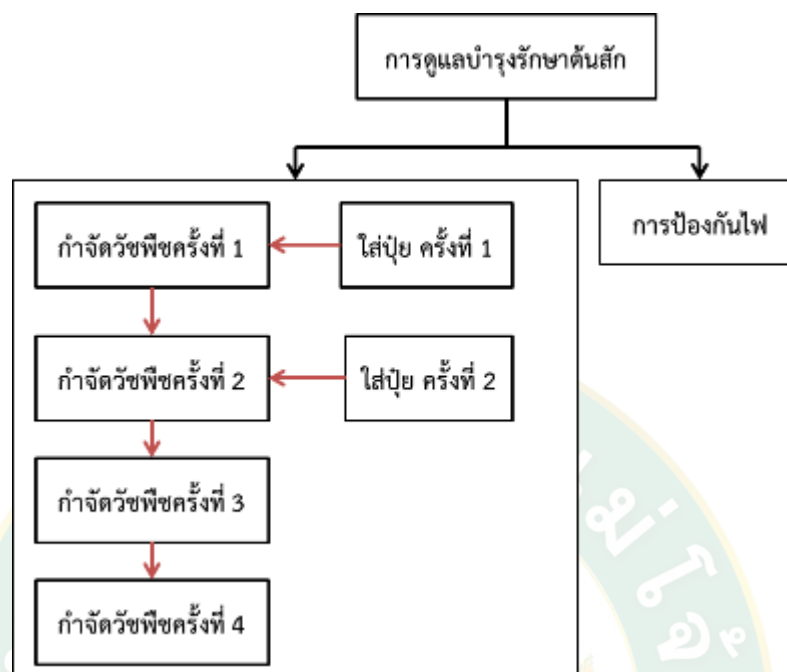 การดูแลบำรุงรักษาต้นสัก
การป้องกันไฟ
กำจัดวัชพืชครั้งที่ 1
ใส่ปุ๋ย ครั้งที่ 1
กำจัดวัชพืชครั้งที่ 2
ใส่ปุ๋ย ครั้งที่ 2
กำจัดวัชพืชครั้งที่ 3
กำจัดวัชพืชครั้งที่ 4